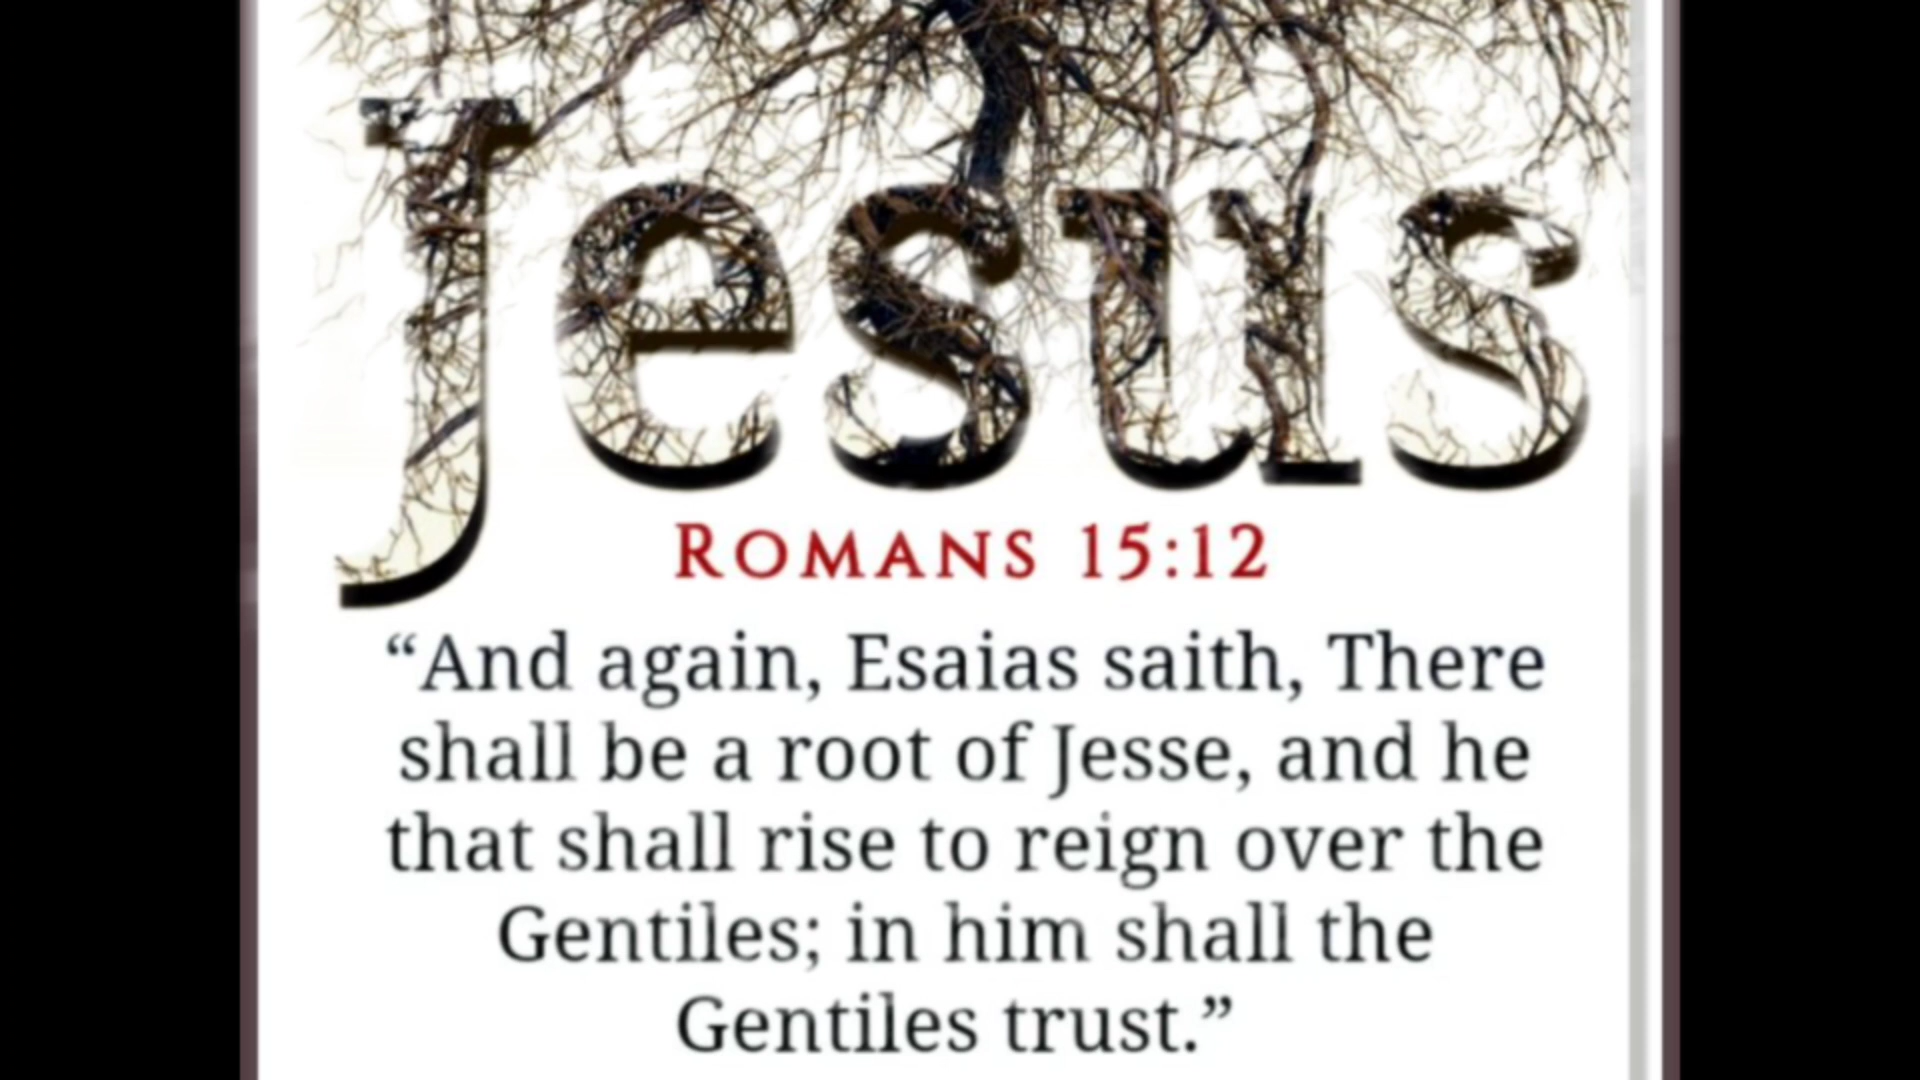 Jesus
ROMANS 15:12
“And again, Esaias saith, There
shall be a root of Jesse, and he
that shall rise to reign over the
Gentiles; in him shall the
Gentiles trust.”